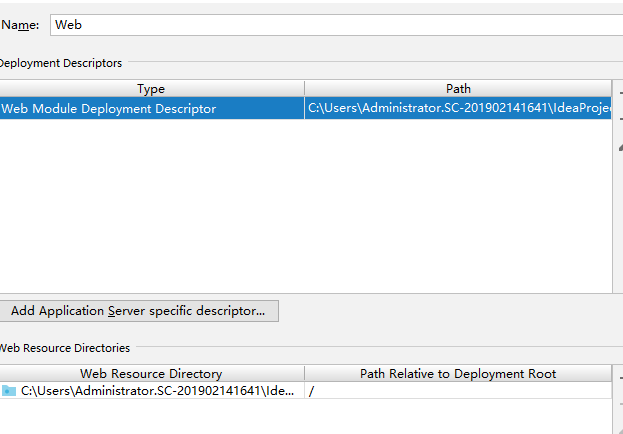 Name: Web
Deployment Descriptors
Type Path
Web Module Deployment Descriptor C:\Users\Administrator.SC-201902141641\IdeaProjec
Add Application Server specific descriptor...
Web Resource Directories
Web Resource Directory Path Relative to Deployment Root
C:\Users\Administrator.SC-201902141641\Ide... /